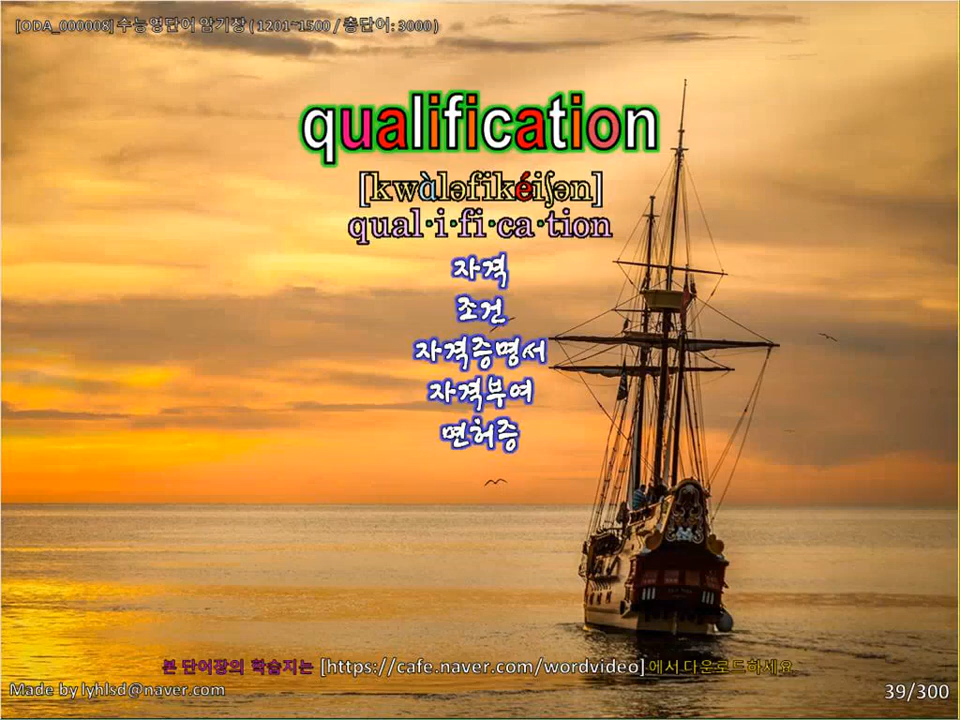 [ODA_000008] 수능영단어 암기장 ( 1201~1500 / 총단어: 3000 )
qualification
[kwàləfikéiʃən]
qual·i·fi·ca·tion
자격
조건
자격증명서
자격부여
면허증
본 단어장의 학습지는 [https://cafe.naver.com/wordvideo]에서 다운로드하세요
Made by lyhlsd@naver.com
39/300